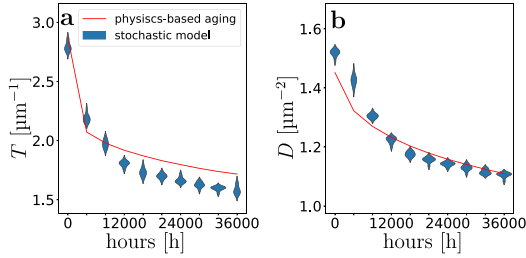 a
physiscs-based aging
stochastic model
3.0
2.5
2.0
1.5
T [µm⁻¹]
0 12000 24000 36000
hours [h]
b
1.6
1.4
1.2
1.0
D [µm⁻²]
0 12000 24000 36000
hours [h]